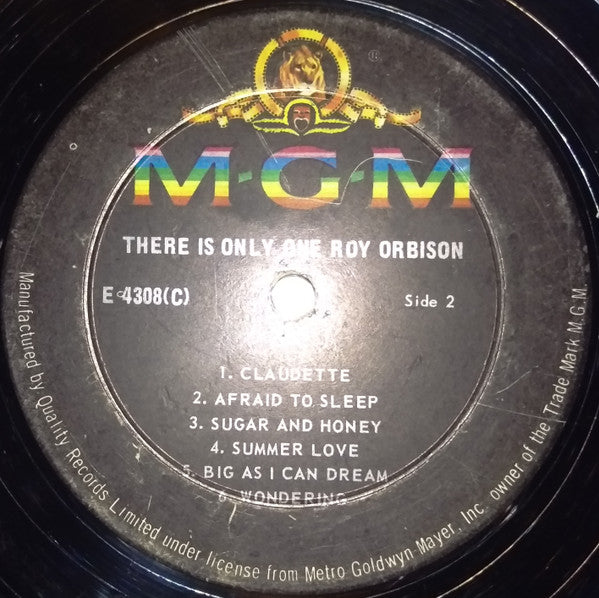 ®
M-G-M
THERE IS ONLY ONE ROY ORBISON
E 4308(C)
Side 2
1. CLAUDETTE
2. AFRAID TO SLEEP
3. SUGAR AND HONEY
4. SUMMER LOVE
5. BIG AS I CAN DREAM
6. WONDERING
Manufactured by Quality Records Limited under license from Metro Goldwyn-Mayer, Inc. owner of the Trade Mark M.G.M.